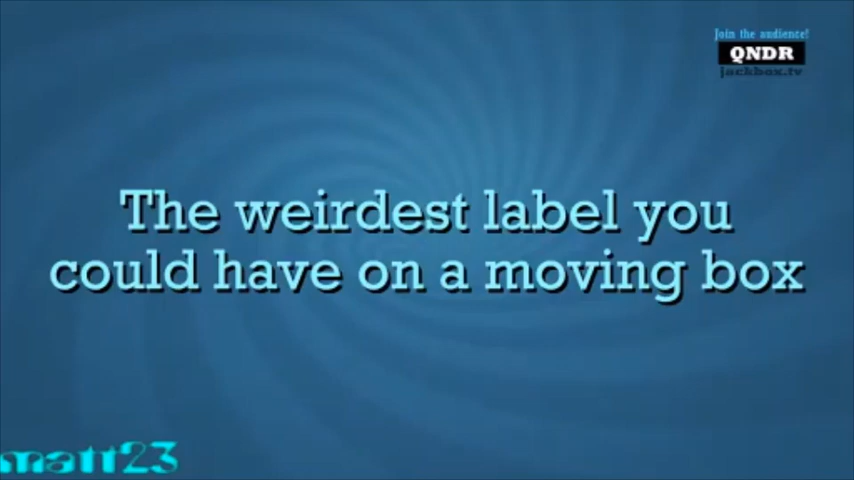 Join the audience!
QNDR
jackbox.tv
The weirdest label you
could have on a moving box
matt23